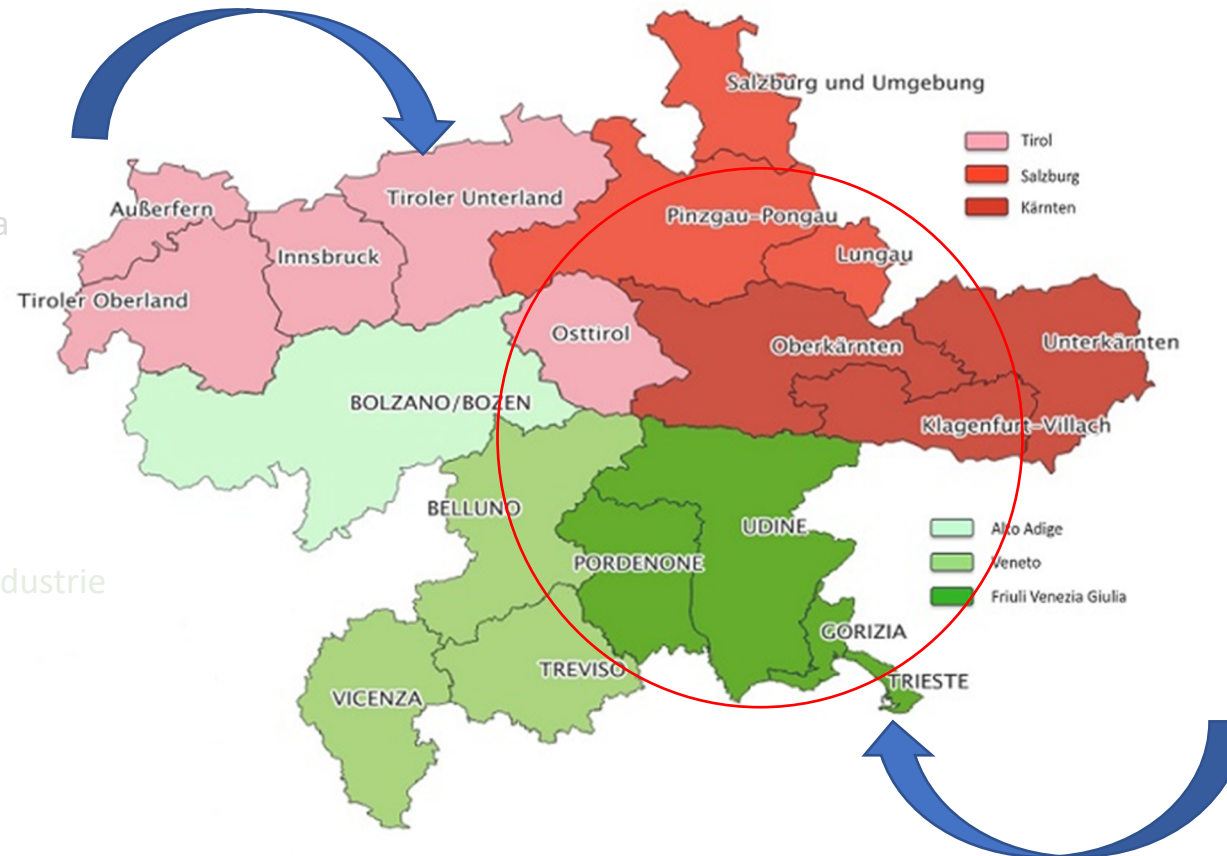 Salzburg und Umgebung
Tirol
Salzburg
Kärnten
Tiroler Unterland
Außerfern
Pinzgau-Pongau
a
Innsbruck
Lungau
Tiroler Oberland
Osttirol
Oberkärnten
Unterkärnten
BOLZANO/BOZEN
Klagenfurt-Villach
BELLUNO
UDINE
Alto Adige
Veneto
Friuli Venezia Giulia
PORDENONE
dustrie
GORIZIA
TREVISO
TRIESTE
VICENZA